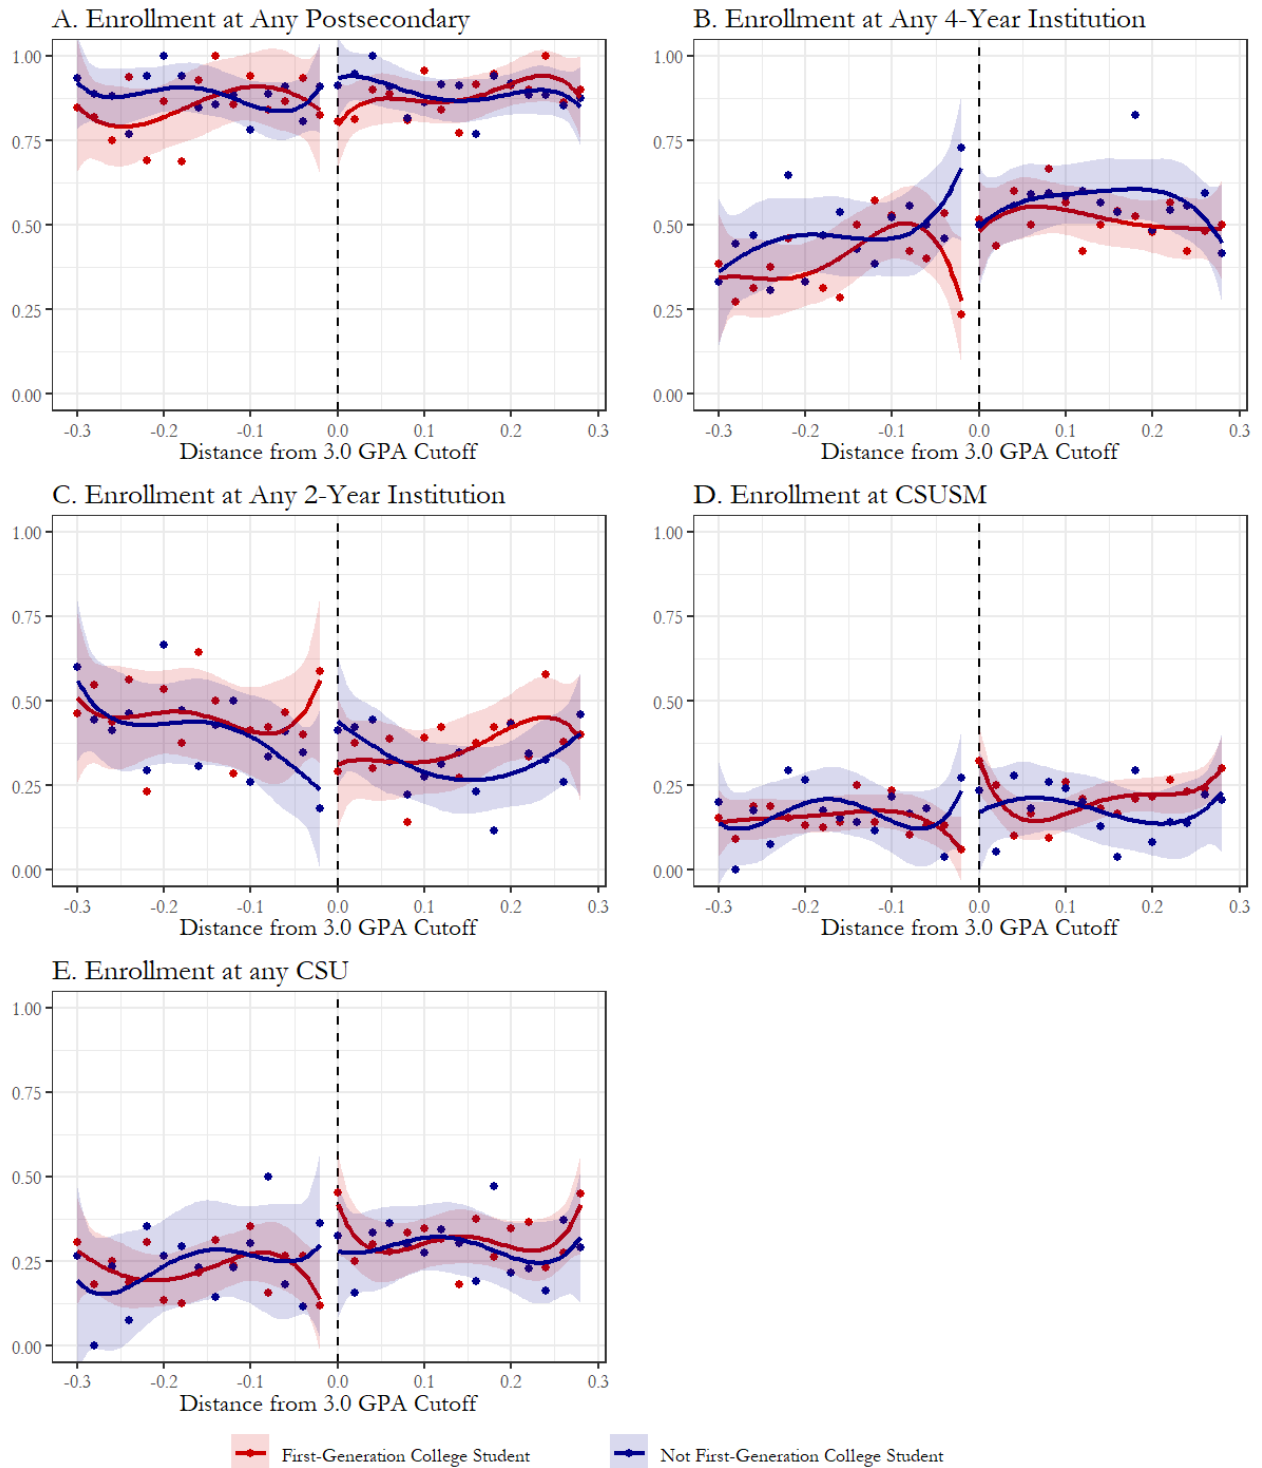 A. Enrollment at Any Postsecondary
1.00
0.75
0.50
0.25
0.00
-0.3 -0.2 -0.1 0.0 0.1 0.2 0.3
Distance from 3.0 GPA Cutoff
B. Enrollment at Any 4-Year Institution
1.00
0.75
0.50
0.25
0.00
-0.3 -0.2 -0.1 0.0 0.1 0.2 0.3
Distance from 3.0 GPA Cutoff
C. Enrollment at Any 2-Year Institution
1.00
0.75
0.50
0.25
0.00
-0.3 -0.2 -0.1 0.0 0.1 0.2 0.3
Distance from 3.0 GPA Cutoff
D. Enrollment at CSUSM
1.00
0.75
0.50
0.25
0.00
-0.3 -0.2 -0.1 0.0 0.1 0.2 0.3
Distance from 3.0 GPA Cutoff
E. Enrollment at any CSU
1.00
0.75
0.50
0.25
0.00
-0.3 -0.2 -0.1 0.0 0.1 0.2 0.3
Distance from 3.0 GPA Cutoff
First-Generation College Student
Not First-Generation College Student